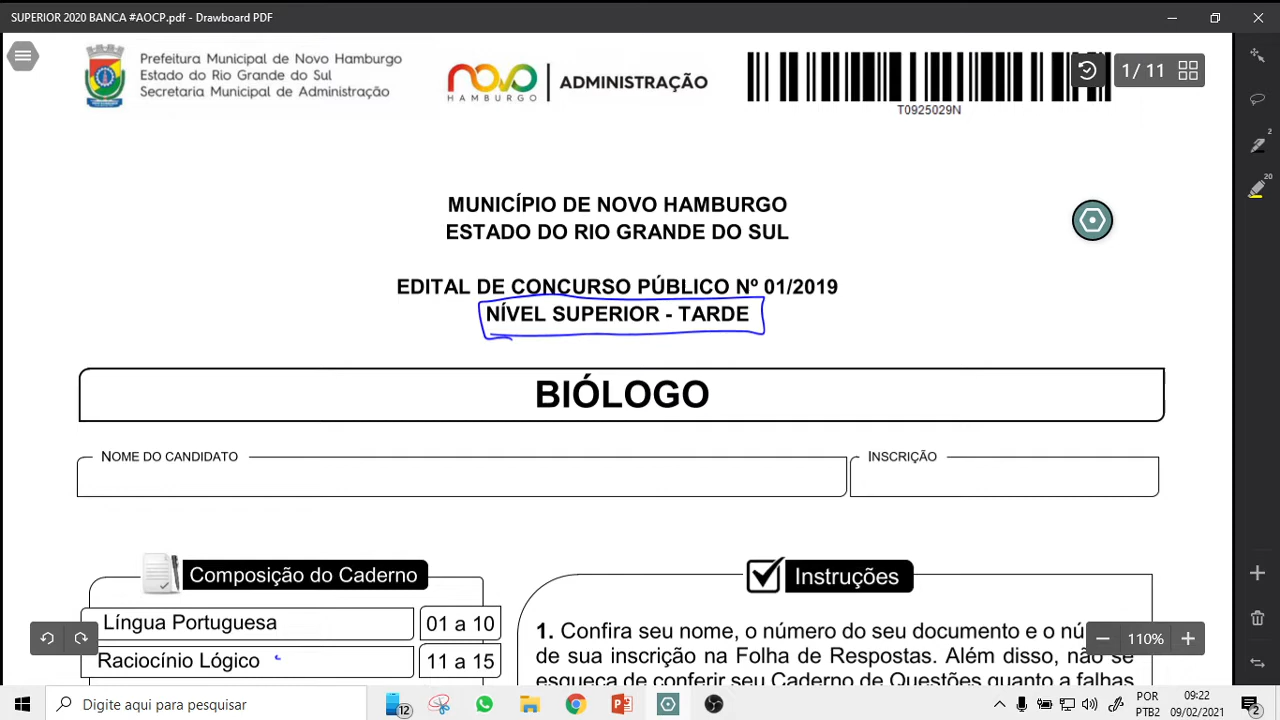 SUPERIOR 2020 BANCA #AOCP.pdf - Drawboard PDF
Prefeitura Municipal de Novo Hamburgo
Estado do Rio Grande do Sul
Secretaria Municipal de Administração
NOVO
HAMBURGO
ADMINISTRAÇÃO
T0925029N
1 / 11
2
20
MUNICÍPIO DE NOVO HAMBURGO
ESTADO DO RIO GRANDE DO SUL
EDITAL DE CONCURSO PÚBLICO Nº 01/2019
NÍVEL SUPERIOR - TARDE
BIÓLOGO
NOME DO CANDIDATO
INSCRIÇÃO
Composição do Caderno
Língua Portuguesa 01 a 10
Raciocínio Lógico 11 a 15
Instruções
1. Confira seu nome, o número do seu documento e o
de sua inscrição na Folha de Respostas. Além disso, não se
esqueça de conferir seu Caderno de Questões quanto a falhas
110%
Digite aqui para pesquisar
12
POR
PTB2
09:22
09/02/2021
2